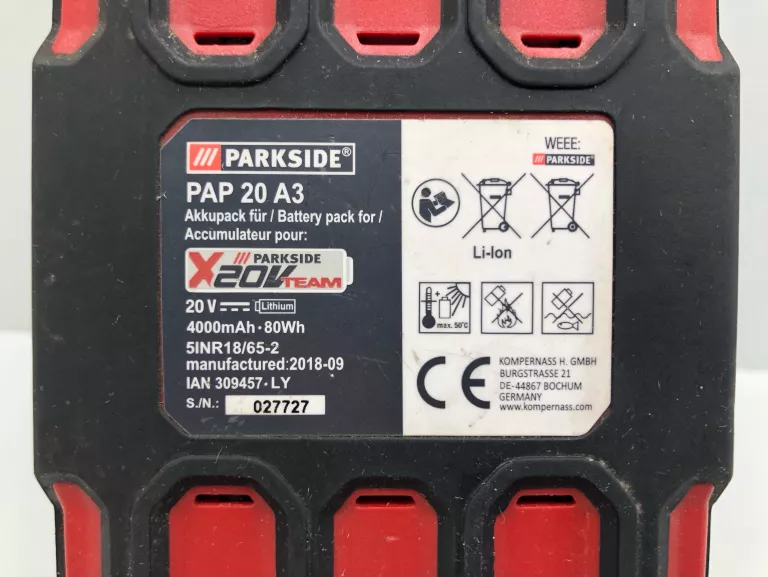 PARKSIDE®
PAP 20 A3
Akkupack für / Battery pack for /
Accumulateur pour:
PARKSIDE
X20VTEAM
20 V Lithium
4000mAh · 80Wh
5INR18/65-2
manufactured:2018-09
IAN 309457 · LY
S./N.: 027727
WEEE:
PARKSIDE®
Li-Ion
+
max. 50°C
CE
KOMPERNASS H. GMBH
BURGSTRASSE 21
DE-44867 BOCHUM
GERMANY
www.kompernass.com